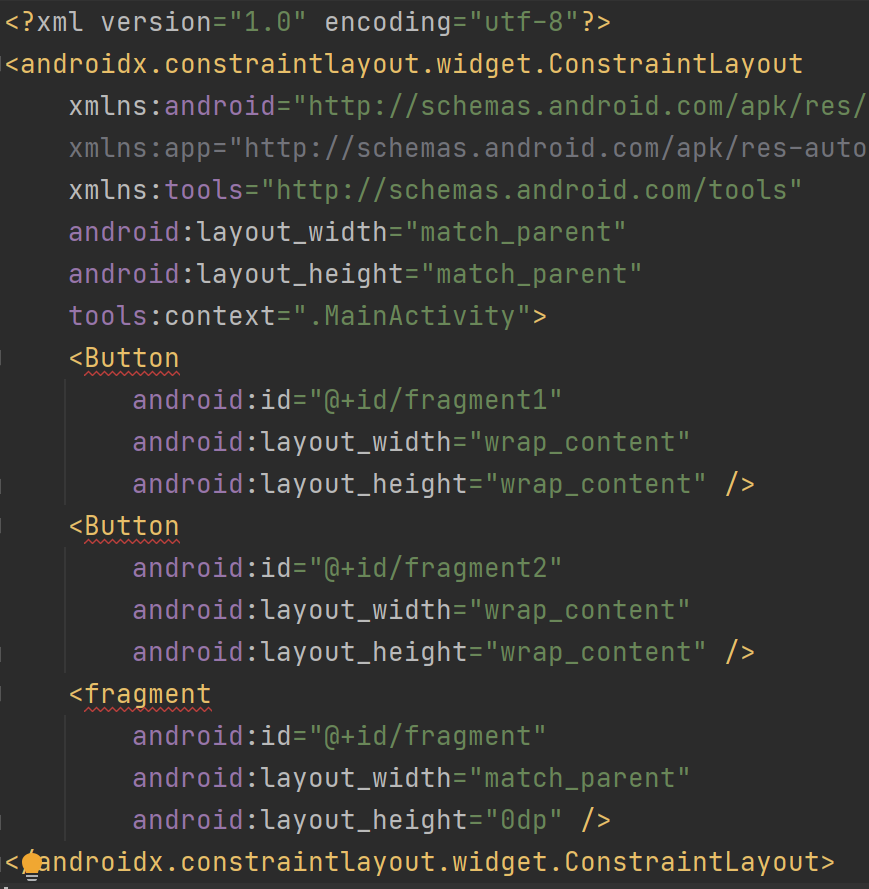 <?xml version="1.0" encoding="utf-8"?>
<androidx.constraintlayout.widget.ConstraintLayout
xmlns:android="http://schemas.android.com/apk/res/
xmlns:app="http://schemas.android.com/apk/res-auto
xmlns:tools="http://schemas.android.com/tools"
android:layout_width="match_parent"
android:layout_height="match_parent"
tools:context=".MainActivity">
<Button
android:id="@+id/fragment1"
android:layout_width="wrap_content"
android:layout_height="wrap_content" />
<Button
android:id="@+id/fragment2"
android:layout_width="wrap_content"
android:layout_height="wrap_content" />
<fragment
android:id="@+id/fragment"
android:layout_width="match_parent"
android:layout_height="0dp" />
</androidx.constraintlayout.widget.ConstraintLayout>